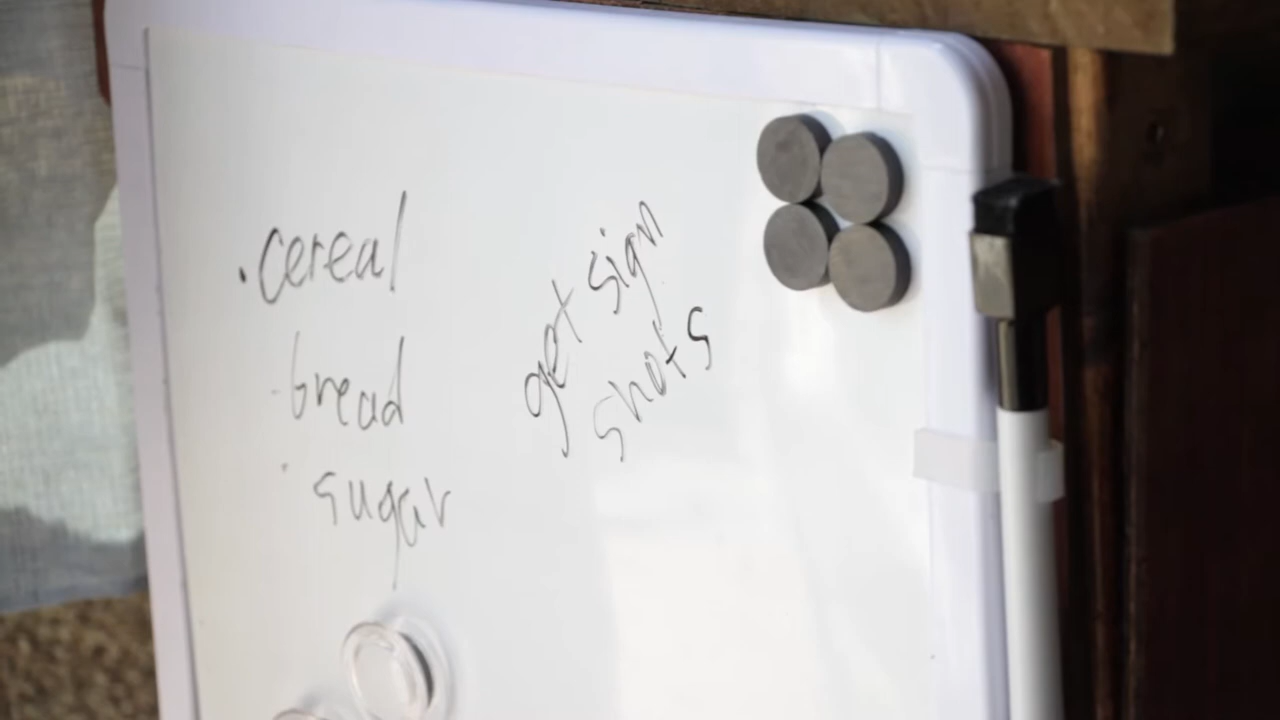 . cereal
. bread
. sugar
get sign
shots